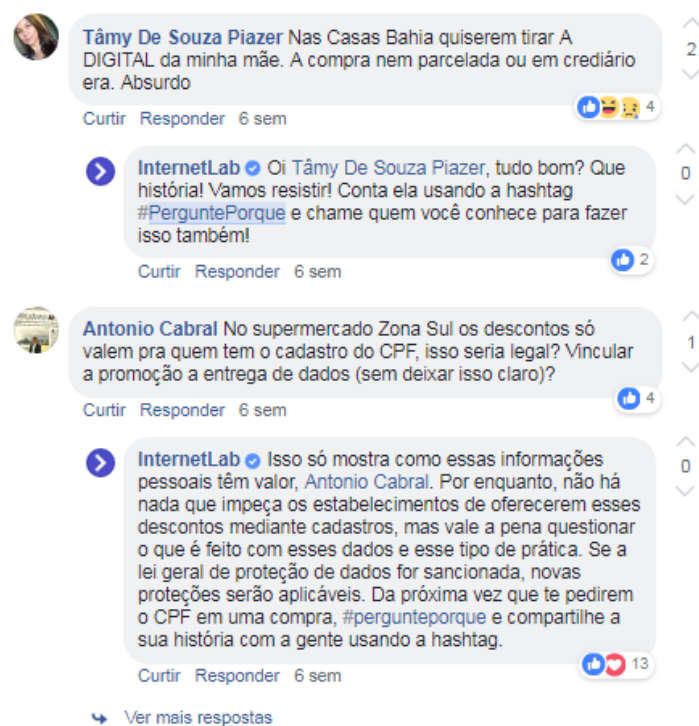 Tâmy De Souza Piazer Nas Casas Bahia quiserem tirar A
DIGITAL da minha mãe. A compra nem parcelada ou em crediário
era. Absurdo
2
4
Curtir Responder 6 sem
InternetLab Oi Tâmy De Souza Piazer, tudo bom? Que
história! Vamos resistir! Conta ela usando a hashtag
#PerguntePorque e chame quem você conhece para fazer
isso também!
0
2
Curtir Responder 6 sem
Antonio Cabral No supermercado Zona Sul os descontos só
valem pra quem tem o cadastro do CPF, isso seria legal? Vincular
a promoção a entrega de dados (sem deixar isso claro)?
1
4
Curtir Responder 6 sem
InternetLab Isso só mostra como essas informações
pessoais têm valor, Antonio Cabral. Por enquanto, não há
nada que impeça os estabelecimentos de oferecerem esses
descontos mediante cadastros, mas vale a pena questionar
o que é feito com esses dados e esse tipo de prática. Se a
lei geral de proteção de dados for sancionada, novas
proteções serão aplicáveis. Da próxima vez que te pedirem
o CPF em uma compra, #pergunteporque e compartilhe a
sua história com a gente usando a hashtag.
0
13
Curtir Responder 6 sem
Ver mais respostas